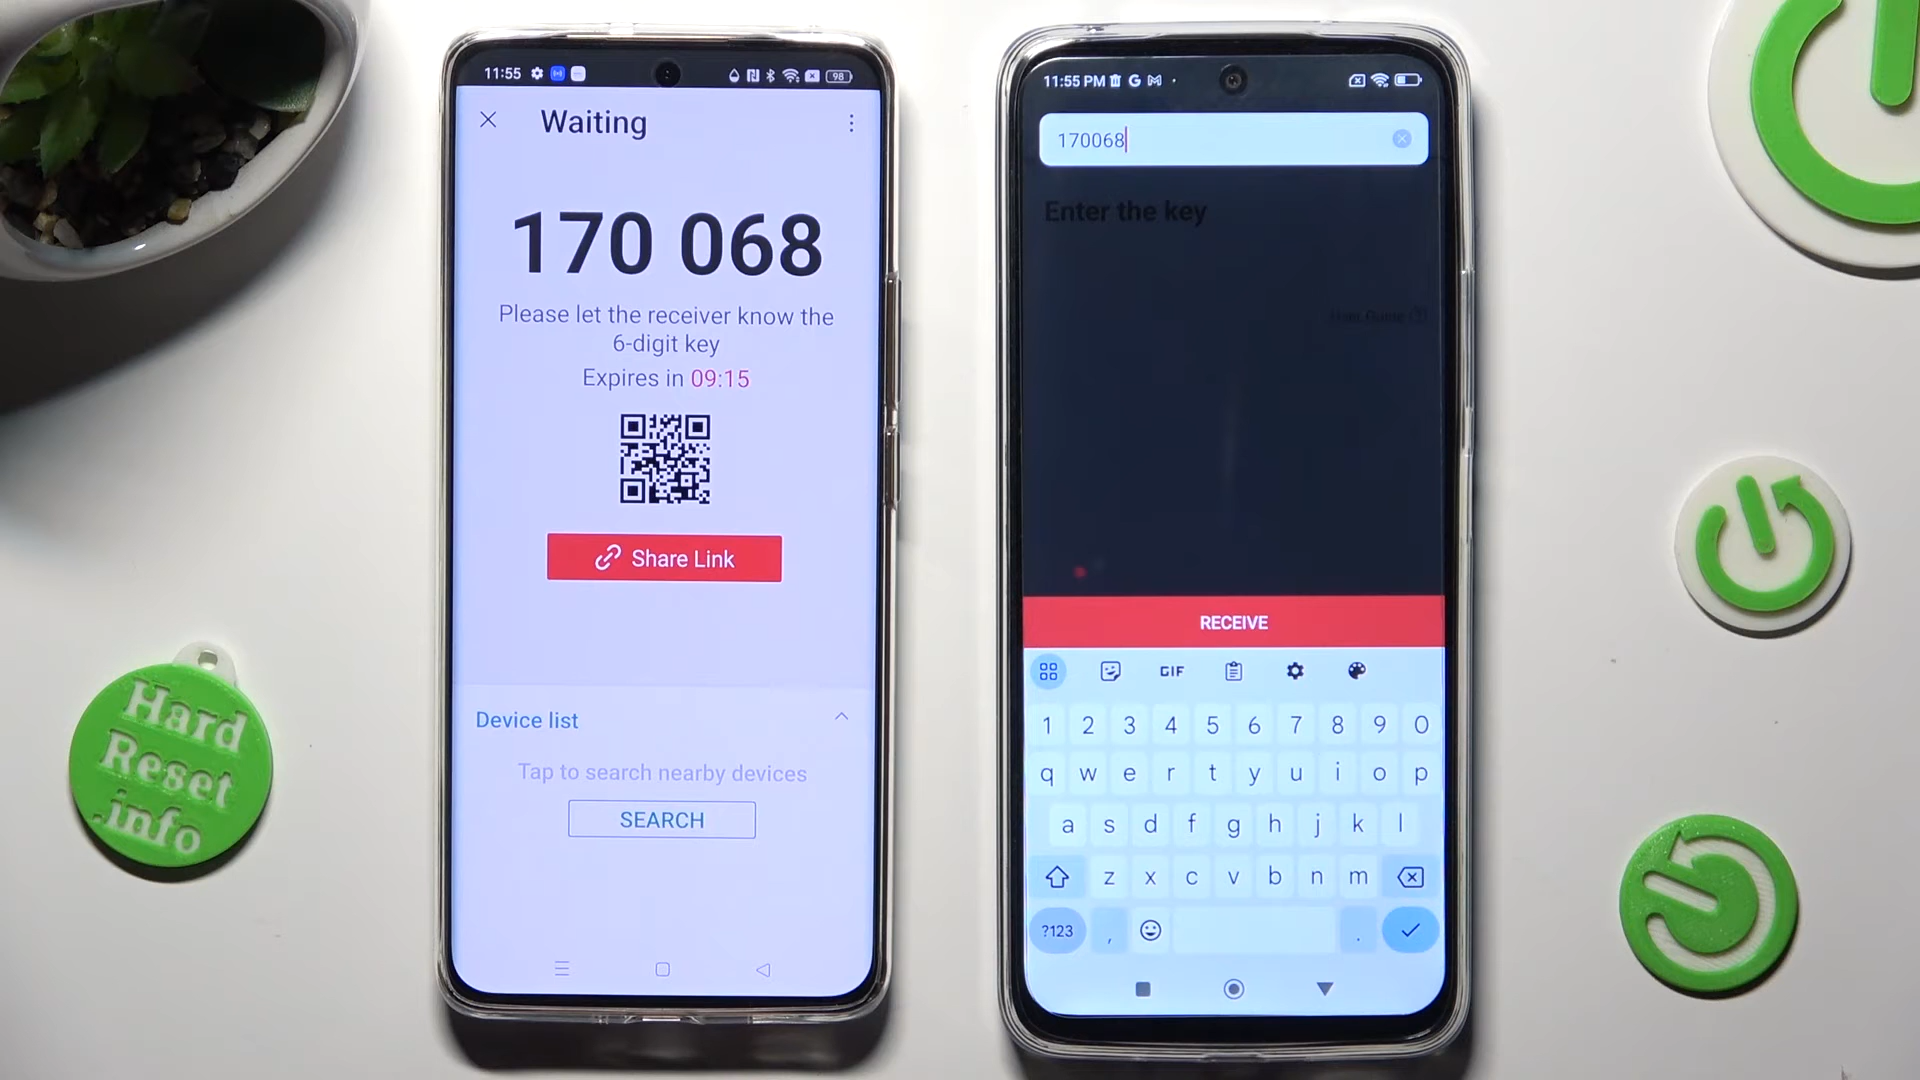 11:55
98
Waiting
170 068
Please let the receiver know the
6-digit key
Expires in 09:15
Share Link
Device list
Tap to search nearby devices
SEARCH
11:55 PM
170068
Enter the key
RECEIVE
GIF
1 2 3 4 5 6 7 8 9 0
q w e r t y u i o p
a s d f g h j k l
z x c v b n m
?123 , .
Hard
Reset
.info